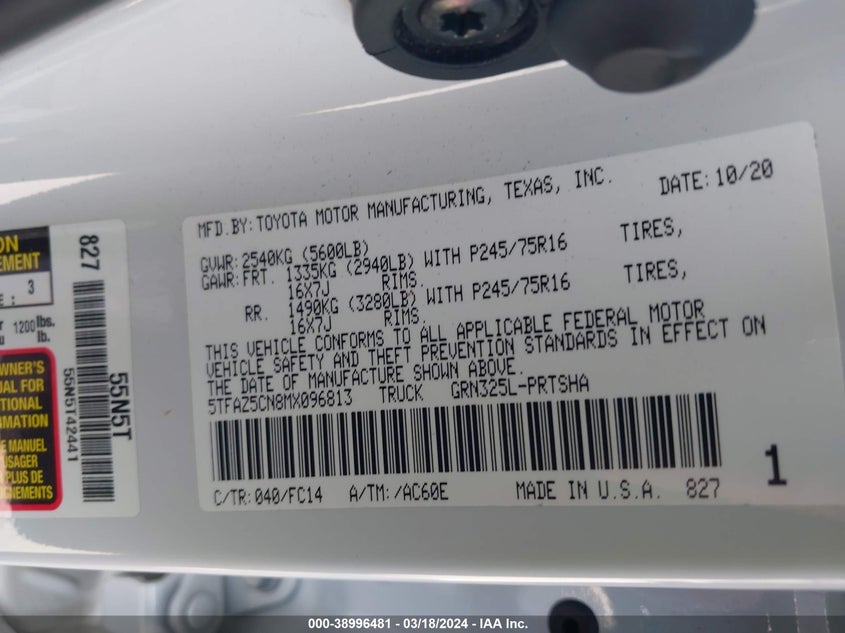 MFD.BY:TOYOTA MOTOR MANUFACTURING, TEXAS, INC. DATE:10/20
GVWR:2540KG (5600LB)
GAWR:FRT. 1335KG (2940LB) WITH P245/75R16 TIRES,
16X7J RIMS.
RR. 1490KG (3280LB) WITH P245/75R16 TIRES,
16X7J RIMS.
THIS VEHICLE CONFORMS TO ALL APPLICABLE FEDERAL MOTOR
VEHICLE SAFETY AND THEFT PREVENTION STANDARDS IN EFFECT ON
THE DATE OF MANUFACTURE SHOWN ABOVE.
5TFAZ5CN8MX096813 TRUCK GRN325L-PRTSHA
1
C/TR:040/FC14 A/TM:/AC60E MADE IN U.S.A. 827
ON
EMENT
E : 3
1200 lbs.
lb.
WNER'S
UAL FOR
TIONAL
RMATION
E MANUEL
USAGER
R PLUS DE
GNEMENTS
827
55N5T42441
55N5T
000-38996481 - 03/18/2024 - IAA Inc.